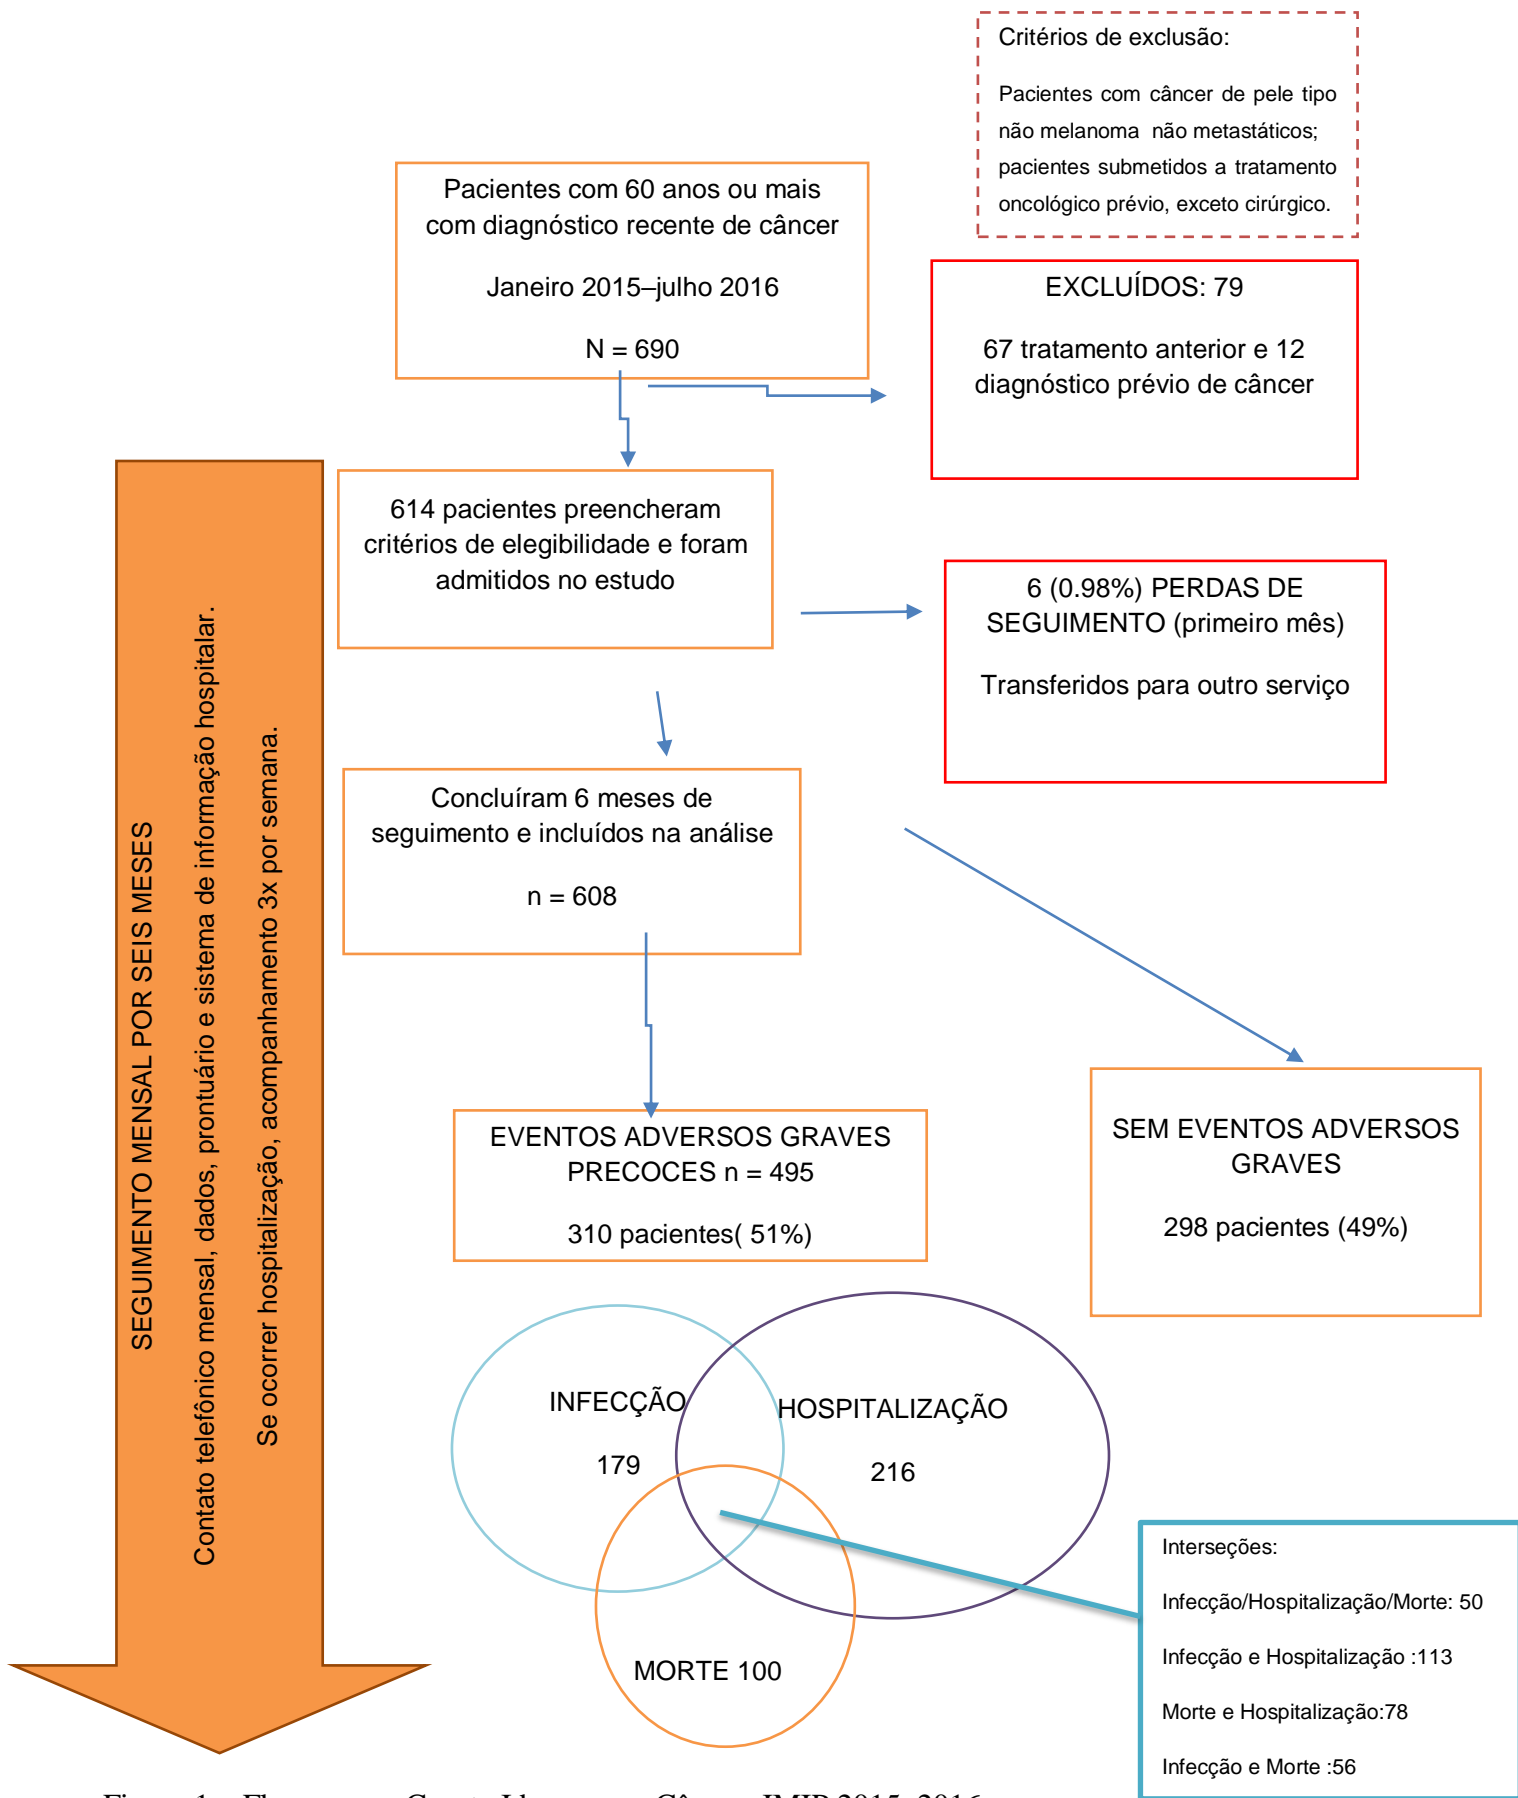 Critérios de exclusão:
Pacientes com câncer de pele tipo
não melanoma não metastáticos;
pacientes submetidos a tratamento
oncológico prévio, exceto cirúrgico.
Pacientes com 60 anos ou mais
com diagnóstico recente de câncer
Janeiro 2015–julho 2016
N = 690
EXCLUÍDOS: 79
67 tratamento anterior e 12
diagnóstico prévio de câncer
614 pacientes preencheram
critérios de elegibilidade e foram
admitidos no estudo
6 (0.98%) PERDAS DE
SEGUIMENTO (primeiro mês)
Transferidos para outro serviço
Concluíram 6 meses de
seguimento e incluídos na análise
n = 608
SEGUIMENTO MENSAL POR SEIS MESES
Contato telefônico mensal, dados, prontuário e sistema de informação hospitalar.
Se ocorrer hospitalização, acompanhamento 3x por semana.
EVENTOS ADVERSOS GRAVES
PRECOCES n = 495
310 pacientes( 51%)
SEM EVENTOS ADVERSOS
GRAVES
298 pacientes (49%)
INFECÇÃO
179
HOSPITALIZAÇÃO
216
MORTE 100
Interseções:
Infecção/Hospitalização/Morte: 50
Infecção e Hospitalização :113
Morte e Hospitalização:78
Infecção e Morte :56